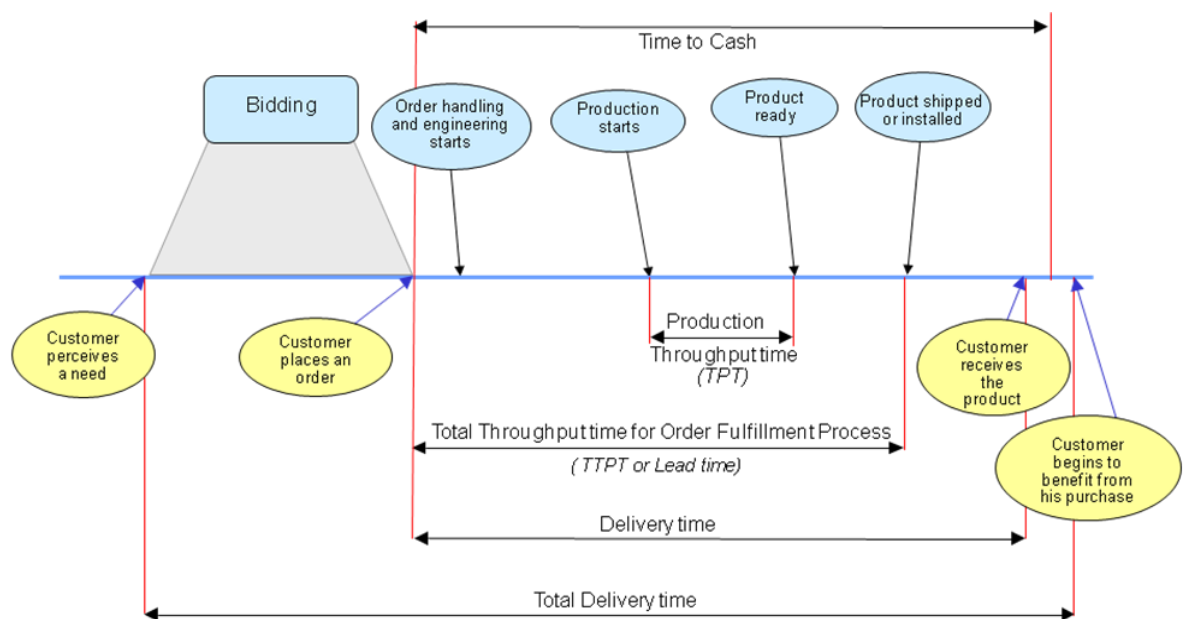 Time to Cash
Bidding
Order handling
and engineering
starts
Production
starts
Product
ready
Product shipped
or installed
Customer
perceives
a need
Customer
places an
order
Production
Throughput time
(TPT)
Customer
receives
the
product
Total Throughput time for Order Fulfillment Process
( TTPT or Lead time)
Customer
begins to
benefit from
his purchase
Delivery time
Total Delivery time